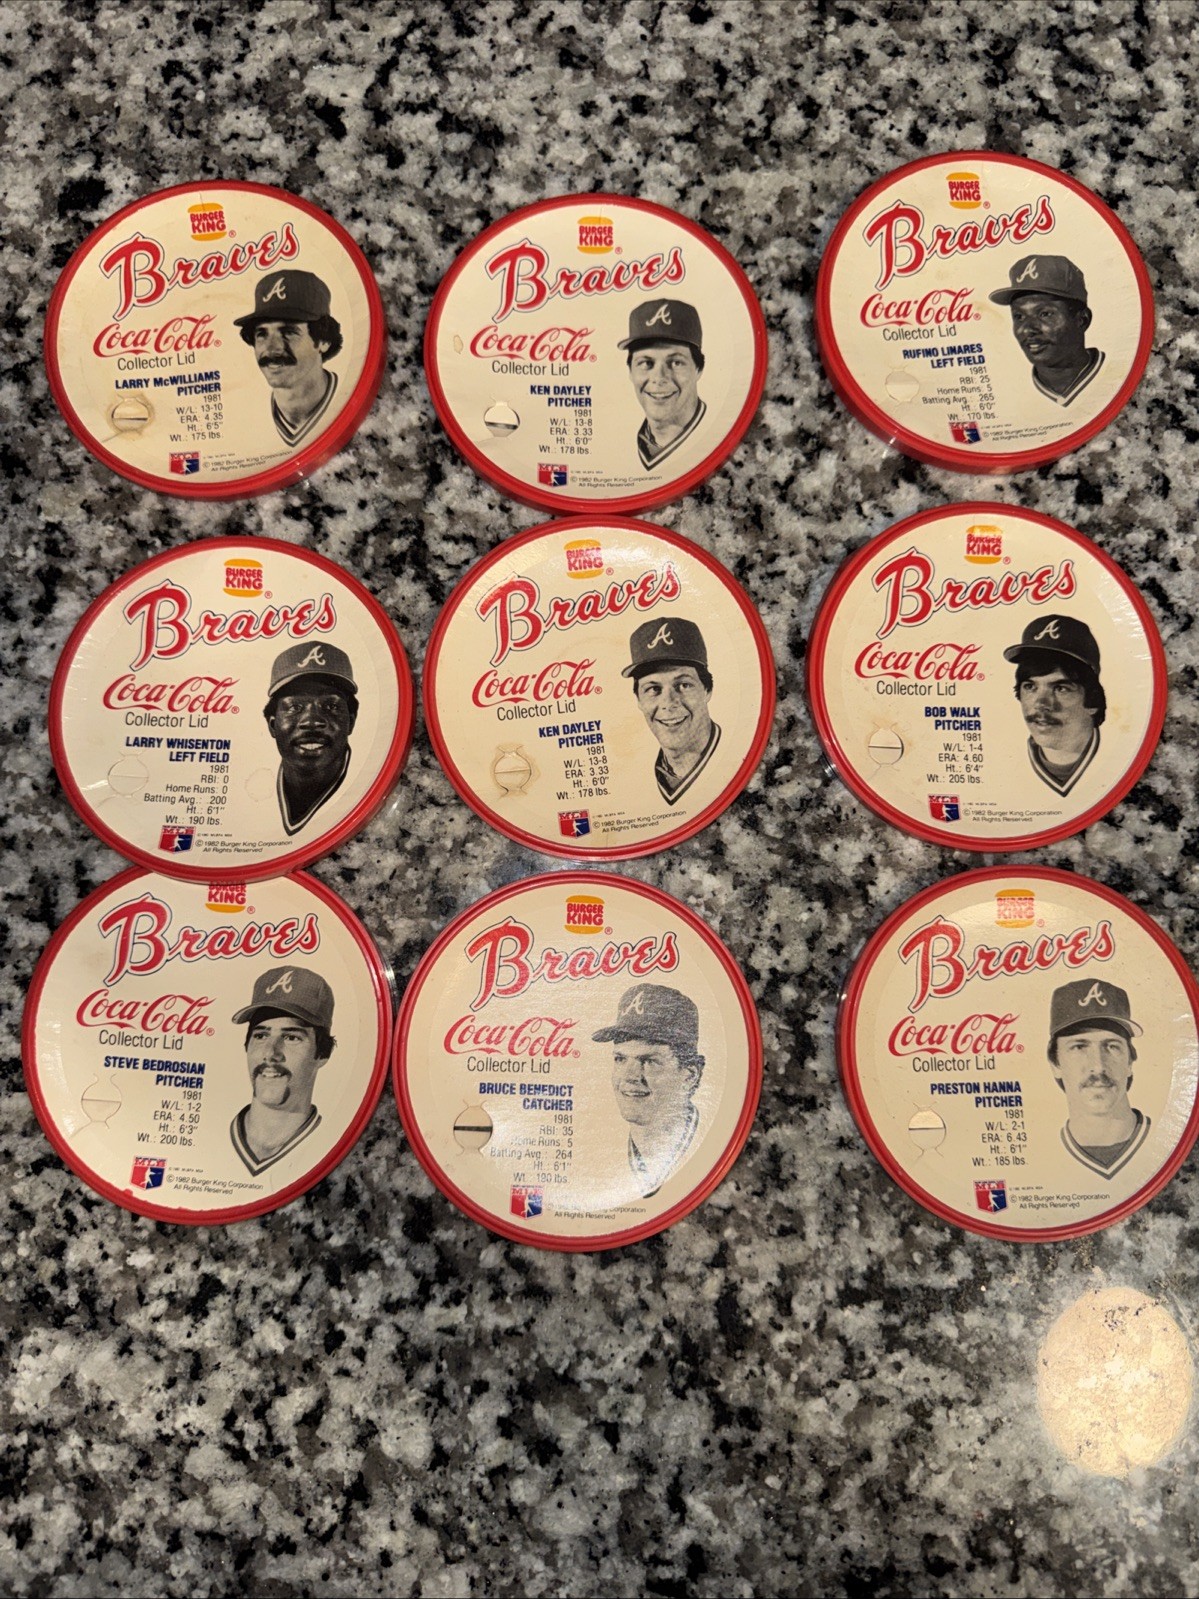 BURGER KING®
Braves
Coca-Cola®
Collector Lid
LARRY McWILLIAMS
PITCHER
1981
W/L: 13-10
ERA: 4.35
Ht.: 6'5"
Wt.: 175 lbs.
MLB
© 1982 Burger King Corporation
All Rights Reserved
BURGER KING®
Braves
Coca-Cola®
Collector Lid
KEN DAYLEY
PITCHER
1981
W/L: 13-8
ERA: 3.33
Ht.: 6'0"
Wt.: 178 lbs.
MLB
© 1982 Burger King Corporation
All Rights Reserved
BURGER KING®
Braves
Coca-Cola®
Collector Lid
RUFINO LINARES
LEFT FIELD
1981
RBI: 25
Home Runs: 5
Batting Avg.: .265
Ht.: 6'0"
Wt.: 170 lbs.
© 1982 Burger King Corporation
All Rights Reserved
BURGER KING®
Braves
Coca-Cola®
Collector Lid
LARRY WHISENTON
LEFT FIELD
1981
RBI: 0
Home Runs: 0
Batting Avg.: .200
Ht.: 6'1"
Wt.: 190 lbs.
MLB
© 1982 Burger King Corporation
All Rights Reserved
BURGER KING®
Braves
Coca-Cola®
Collector Lid
KEN DAYLEY
PITCHER
1981
W/L: 13-8
ERA: 3.33
Ht.: 6'0"
Wt.: 178 lbs.
MLB
© 1982 Burger King Corporation
All Rights Reserved
BURGER KING®
Braves
Coca-Cola®
Collector Lid
BOB WALK
PITCHER
1981
W/L: 1-4
ERA: 4.60
Ht.: 6'4"
Wt.: 205 lbs.
MLB
© 1982 Burger King Corporation
All Rights Reserved
BURGER KING®
Braves
Coca-Cola®
Collector Lid
STEVE BEDROSIAN
PITCHER
1981
W/L: 1-2
ERA: 4.50
Ht.: 6'3"
Wt.: 200 lbs.
MLB
© 1982 Burger King Corporation
All Rights Reserved
BURGER KING®
Braves
Coca-Cola®
Collector Lid
BRUCE BENEDICT
CATCHER
1981
RBI: 35
Home Runs: 5
Batting Avg.: .264
Ht.: 6'1"
Wt.: 190 lbs.
MLB
Corporation
All Rights Reserved
BURGER KING®
Braves
Coca-Cola®
Collector Lid
PRESTON HANNA
PITCHER
1981
W/L: 2-1
ERA: 6.43
Ht.: 6'1"
Wt.: 185 lbs.
MLB
© 1982 Burger King Corporation
All Rights Reserved